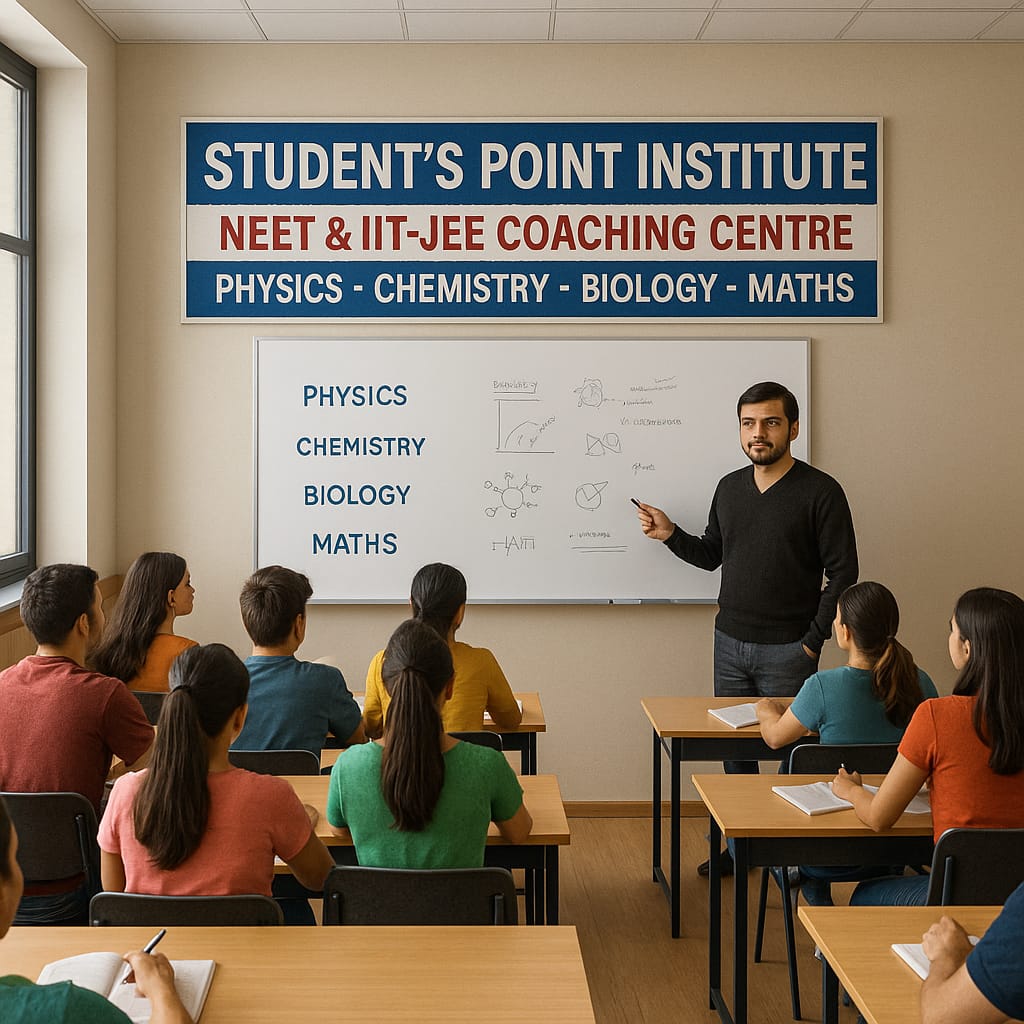 STUDENT'S POINT INSTITUTE
NEET & IIT-JEE COACHING CENTRE
PHYSICS - CHEMISTRY - BIOLOGY - MATHS
PHYSICS
CHEMISTRY
BIOLOGY
MATHS